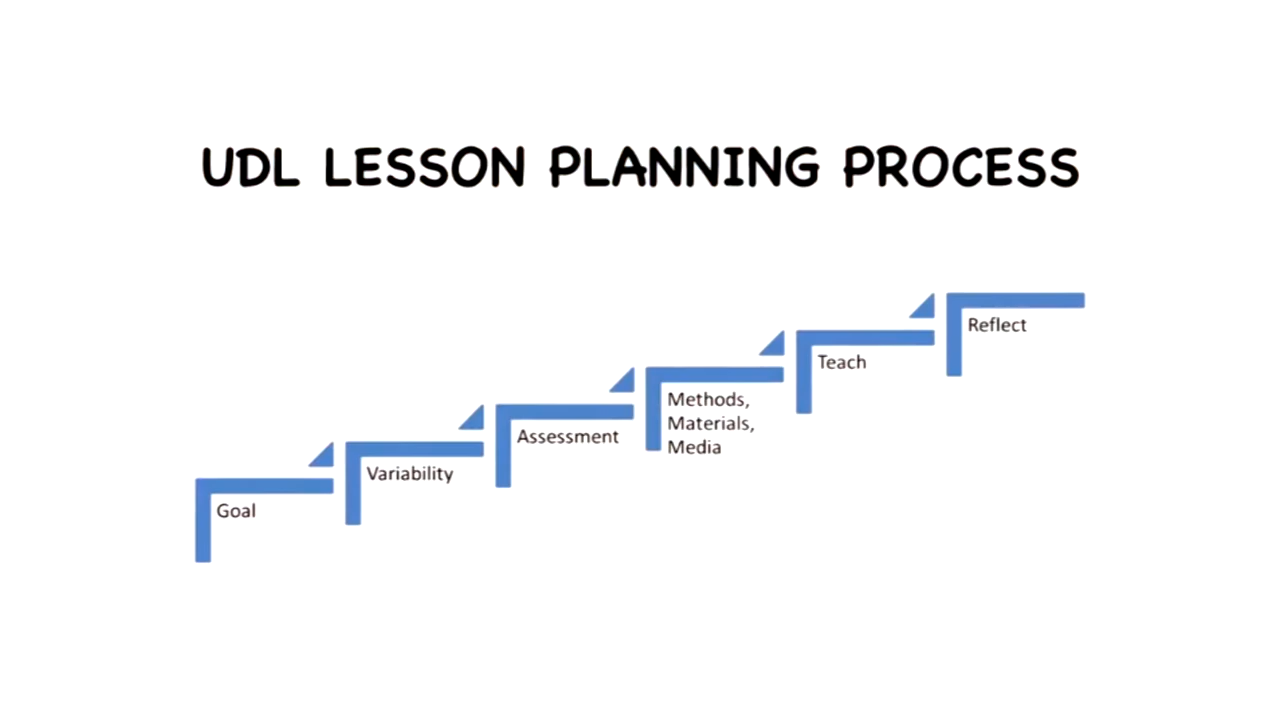 UDL LESSON PLANNING PROCESS
Goal
Variability
Assessment
Methods,
Materials,
Media
Teach
Reflect